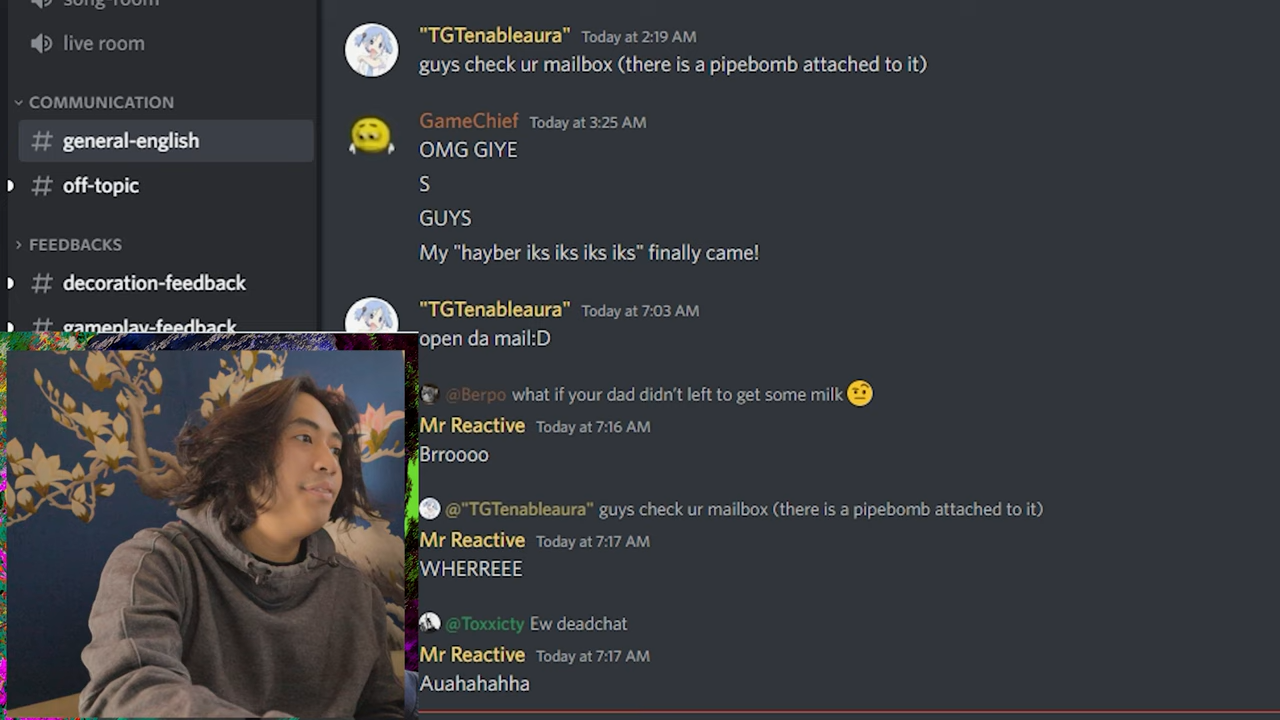 song-room
live room
COMMUNICATION
# general-english
# off-topic
FEEDBACKS
# decoration-feedback
# gameplay-feedback
"TGTenableaura" Today at 2:19 AM
guys check ur mailbox (there is a pipebomb attached to it)
GameChief Today at 3:25 AM
OMG GIYE
S
GUYS
My "hayber iks iks iks iks" finally came!
"TGTenableaura" Today at 7:03 AM
open da mail:D
@Berpo what if your dad didn't left to get some milk 🤨
Mr Reactive Today at 7:16 AM
Brroooo
@"TGTenableaura" guys check ur mailbox (there is a pipebomb attached to it)
Mr Reactive Today at 7:17 AM
WHERREEE
@Toxxicty Ew deadchat
Mr Reactive Today at 7:17 AM
Auahahahha